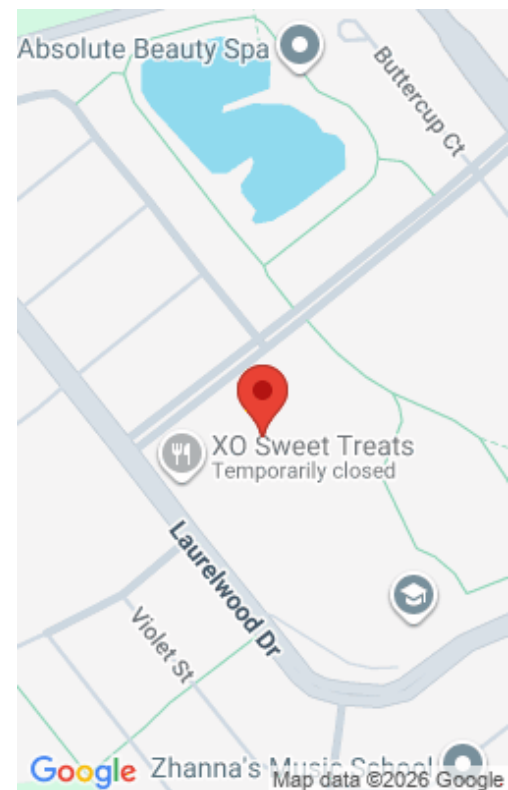 Absolute Beauty Spa
Buttercup Ct
XO Sweet Treats
Temporarily closed
Laurelwood Dr
Violet St
Google
Zhanna's Music School
Map data ©2026 Google